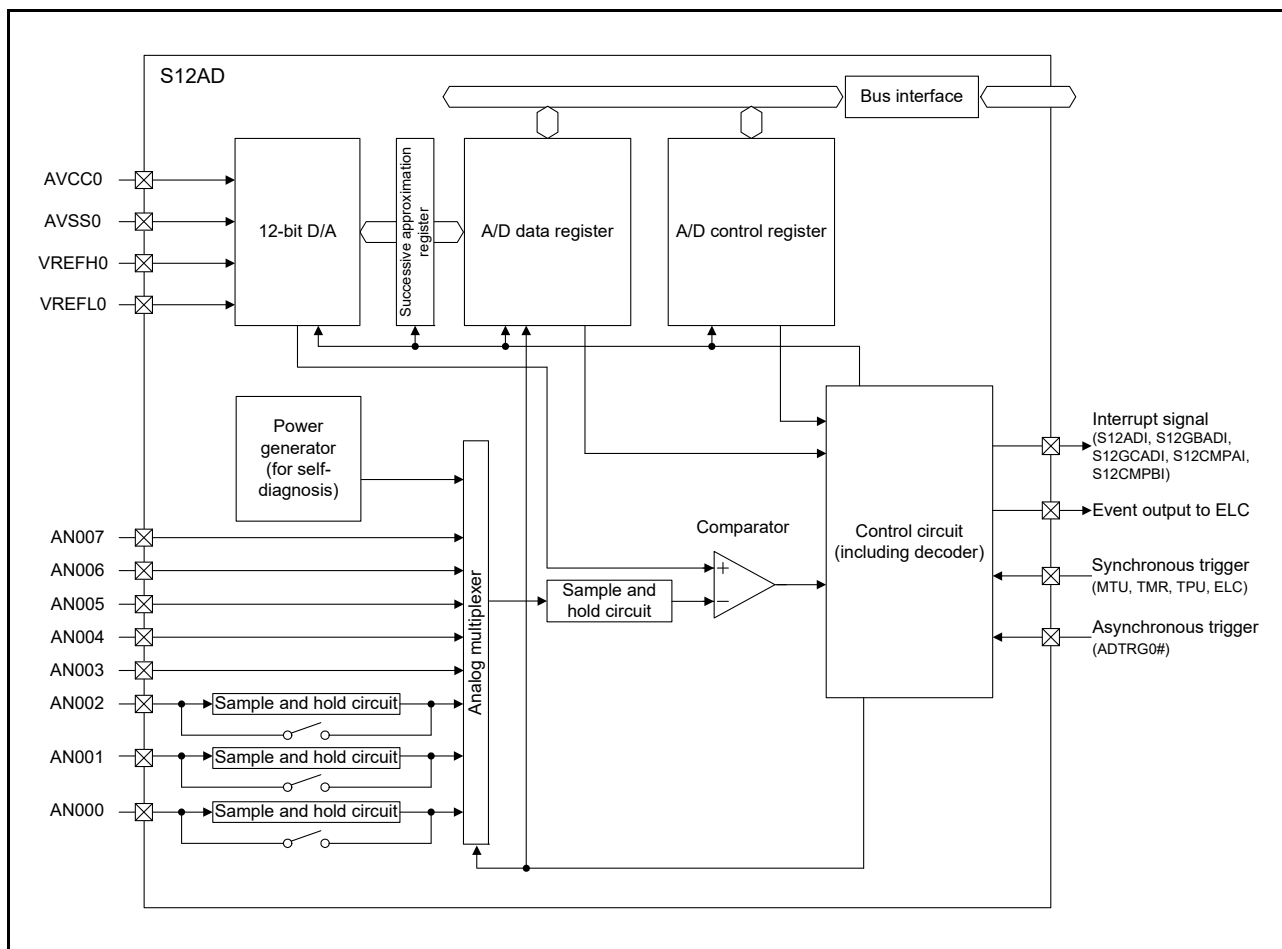 S12AD
Bus interface
AVCC0
AVSS0
VREFH0
VREFL0
12-bit D/A
Successive approximation
register
A/D data register
A/D control register
Power
generator
(for self-
diagnosis)
Interrupt signal
(S12ADI, S12GBADI,
S12GCADI, S12CMPAI,
S12CMPBI)
Event output to ELC
Synchronous trigger
(MTU, TMR, TPU, ELC)
Asynchronous trigger
(ADTRG0#)
Control circuit
(including decoder)
Comparator
+
−
Sample and
hold circuit
Analog multiplexer
AN007
AN006
AN005
AN004
AN003
AN002
Sample and hold circuit
AN001
Sample and hold circuit
AN000
Sample and hold circuit